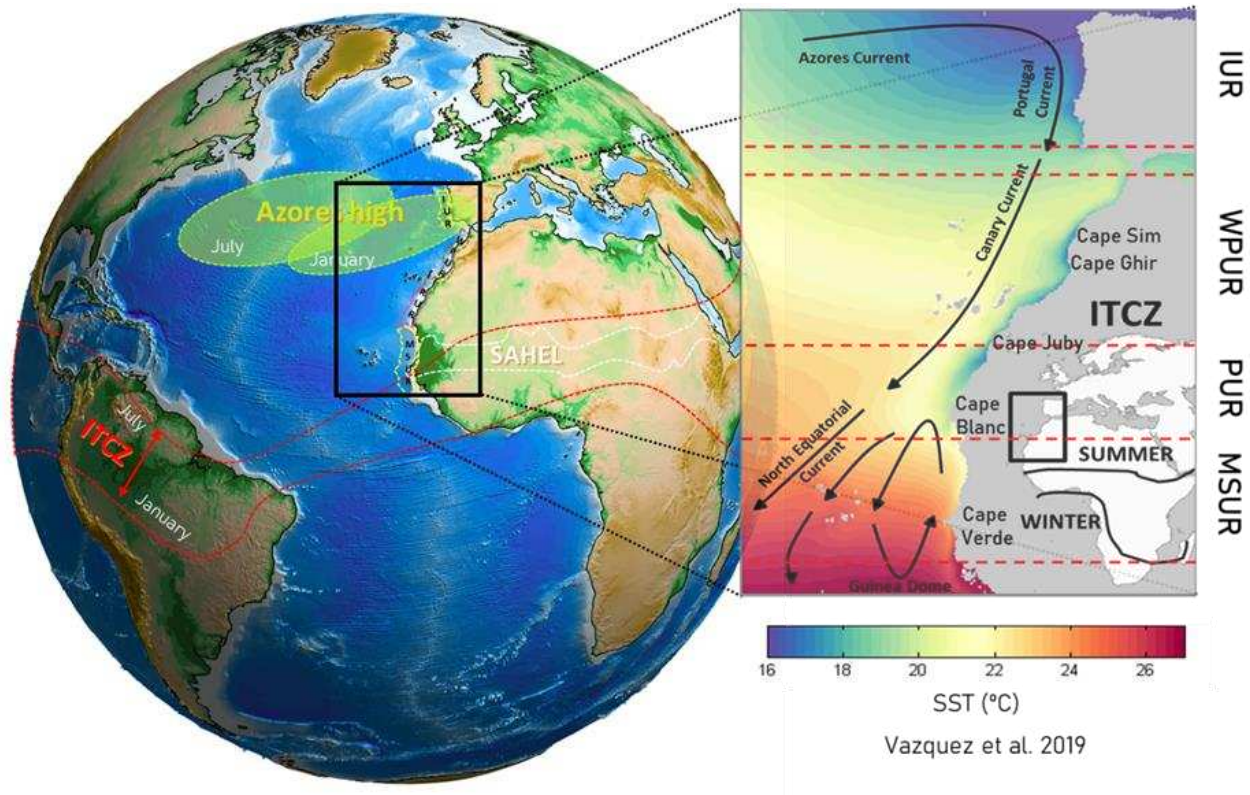 Azores high
July
January
SAHEL
July
ITCZ
January
Azores Current
Portugal
Current
Canary Current
Cape Sim
Cape Ghir
ITCZ
Cape Juby
Cape
Blanc
SUMMER
North Equatorial
Current
WINTER
Cape
Verde
Guinea Dome
IUR
WPUR
PUR
MSUR
16 18 20 22 24 26
SST (ºC)
Vazquez et al. 2019